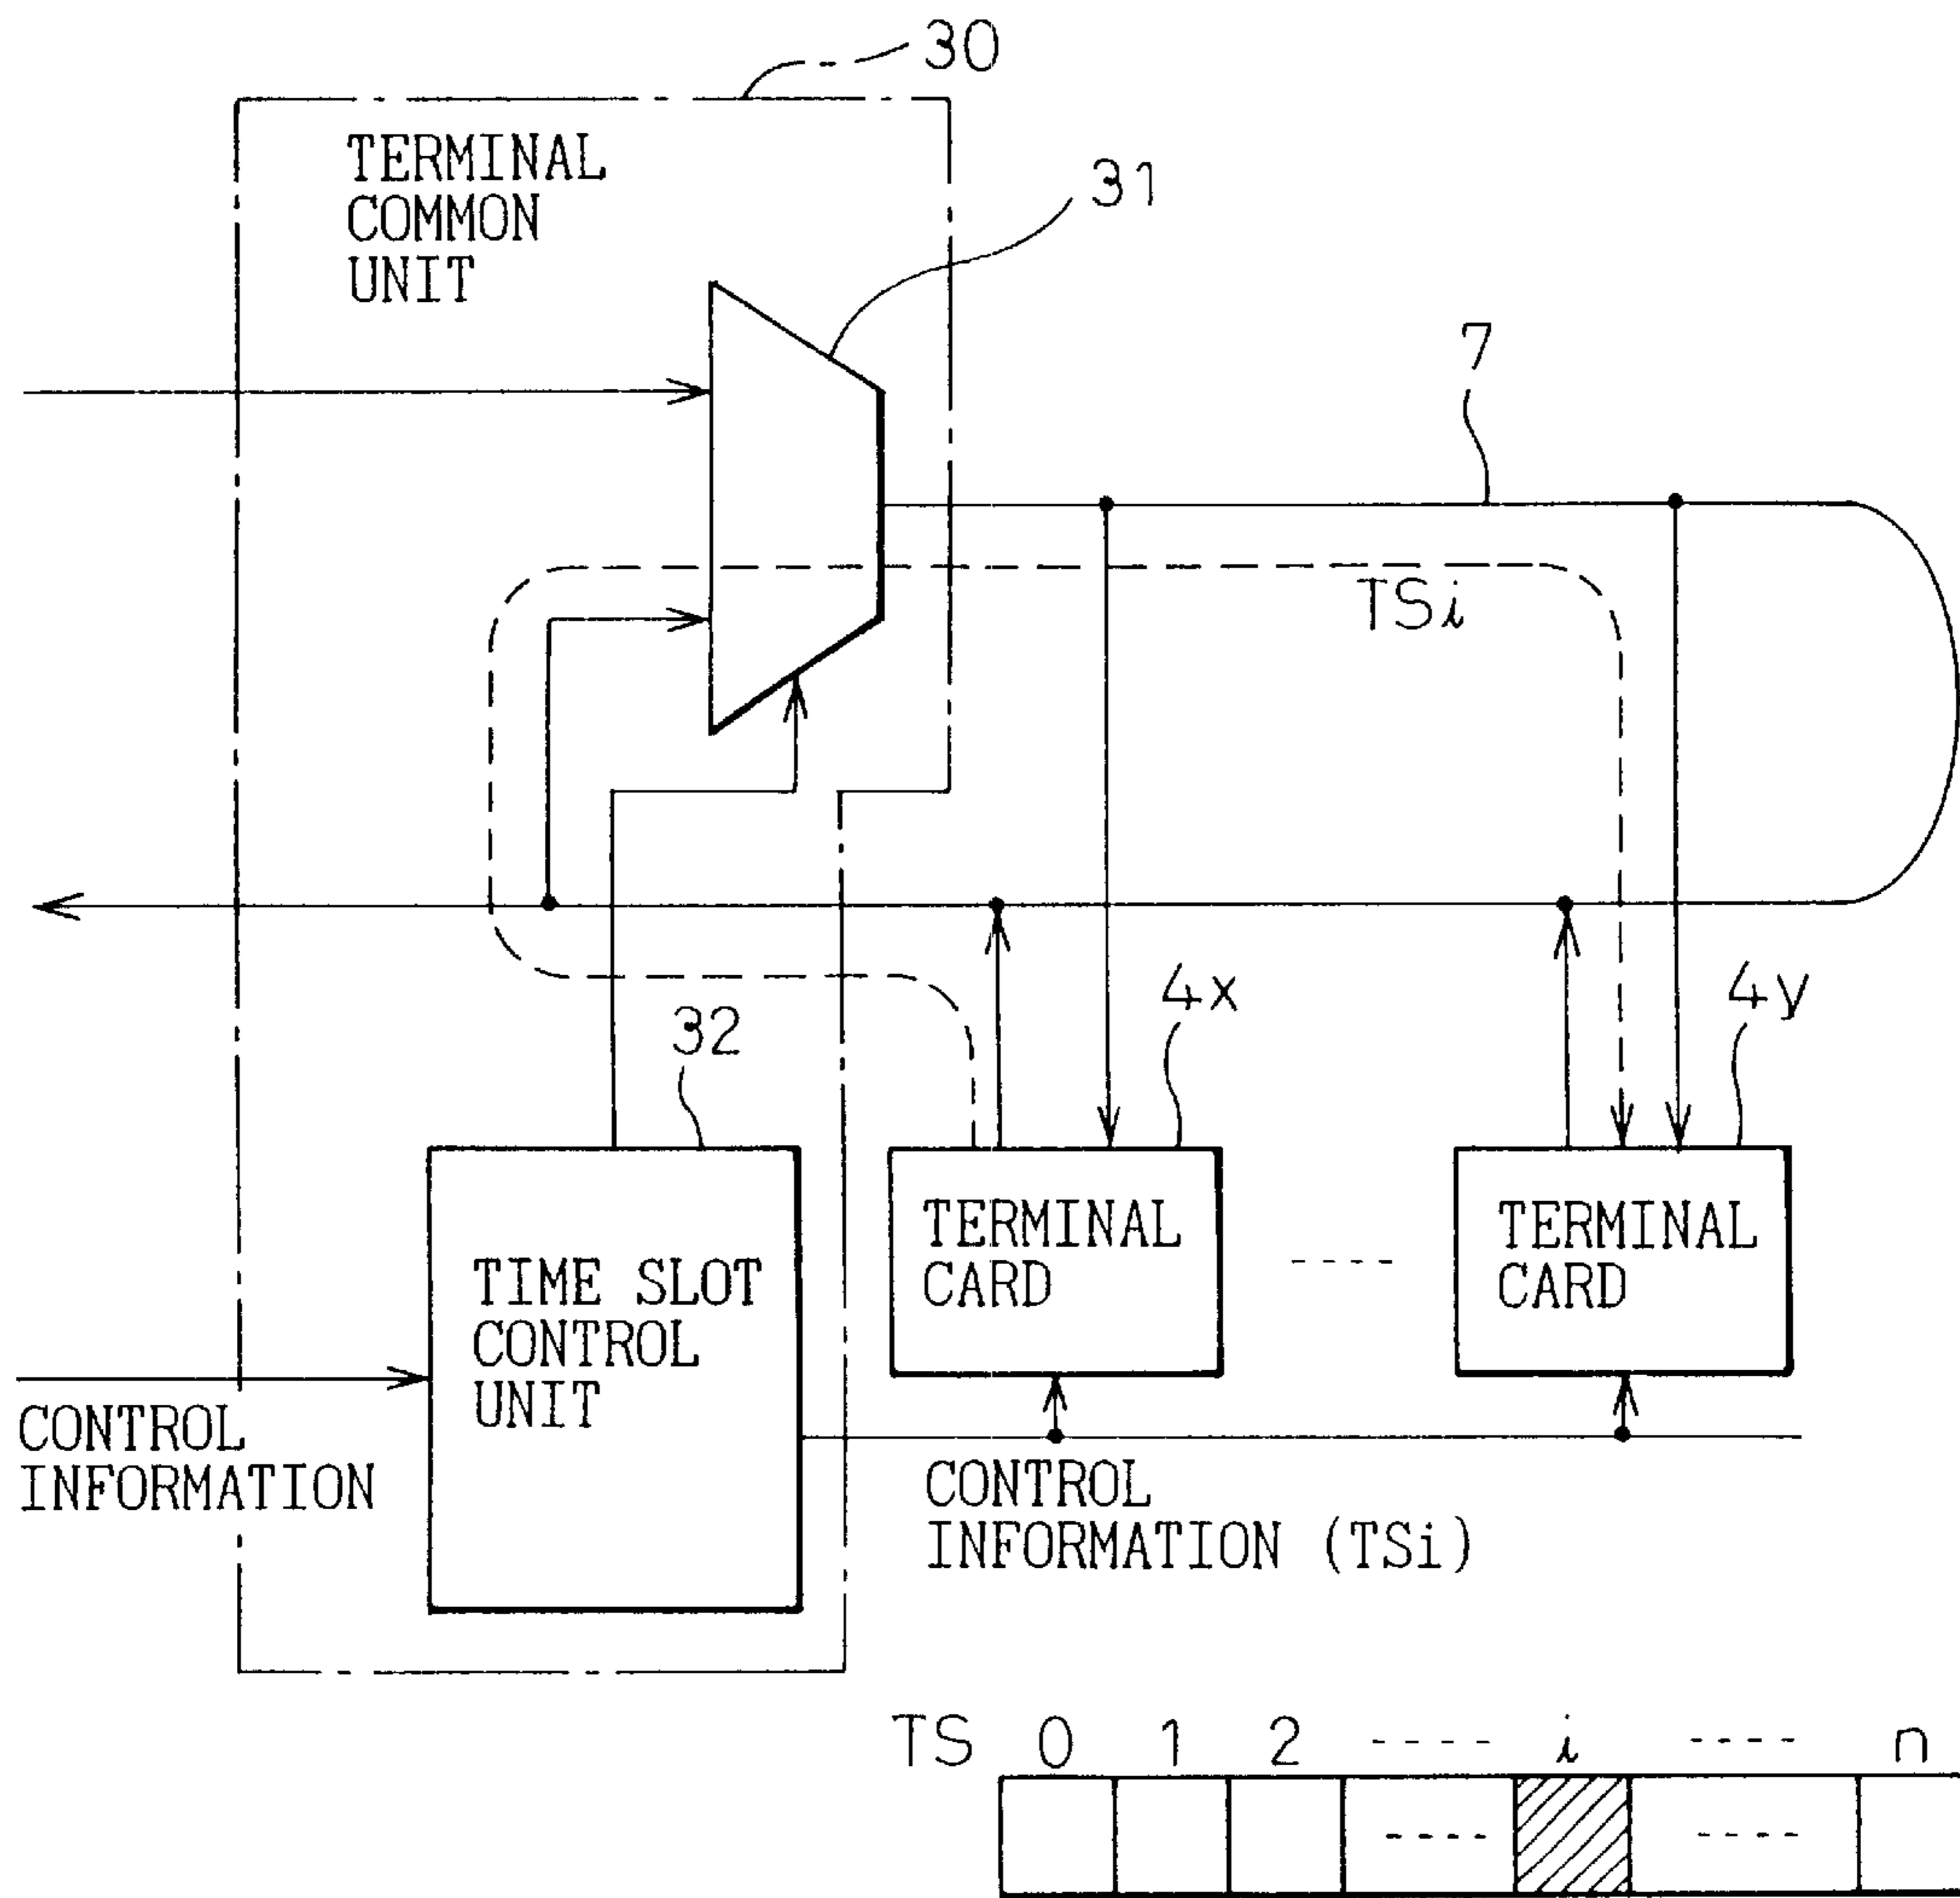 30
TERMINAL
COMMON
UNIT
31
7
TSi
4x
4y
32
TERMINAL
CARD
----
TERMINAL
CARD
TIME SLOT
CONTROL
UNIT
CONTROL
INFORMATION
CONTROL
INFORMATION (TSi)
TS 0 1 2 ----- i ---- n
---- ----